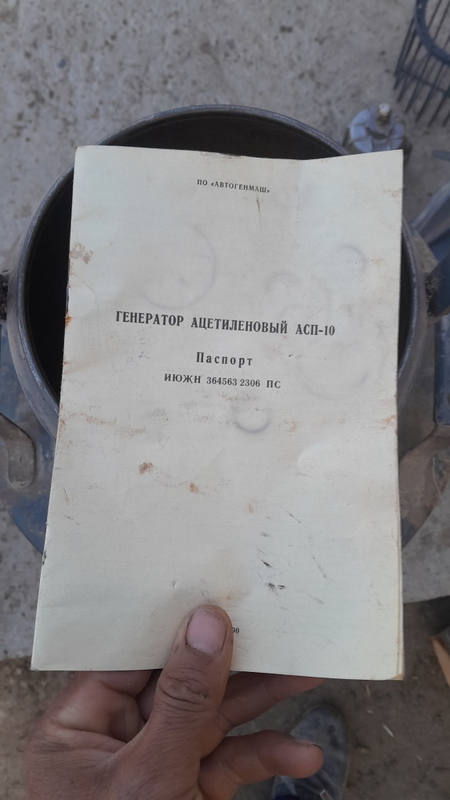 ПО «АВТОГЕНМАШ»
ГЕНЕРАТОР АЦЕТИЛЕНОВЫЙ АСП-10
Паспорт
ИЮЖН 364563 2306 ПС